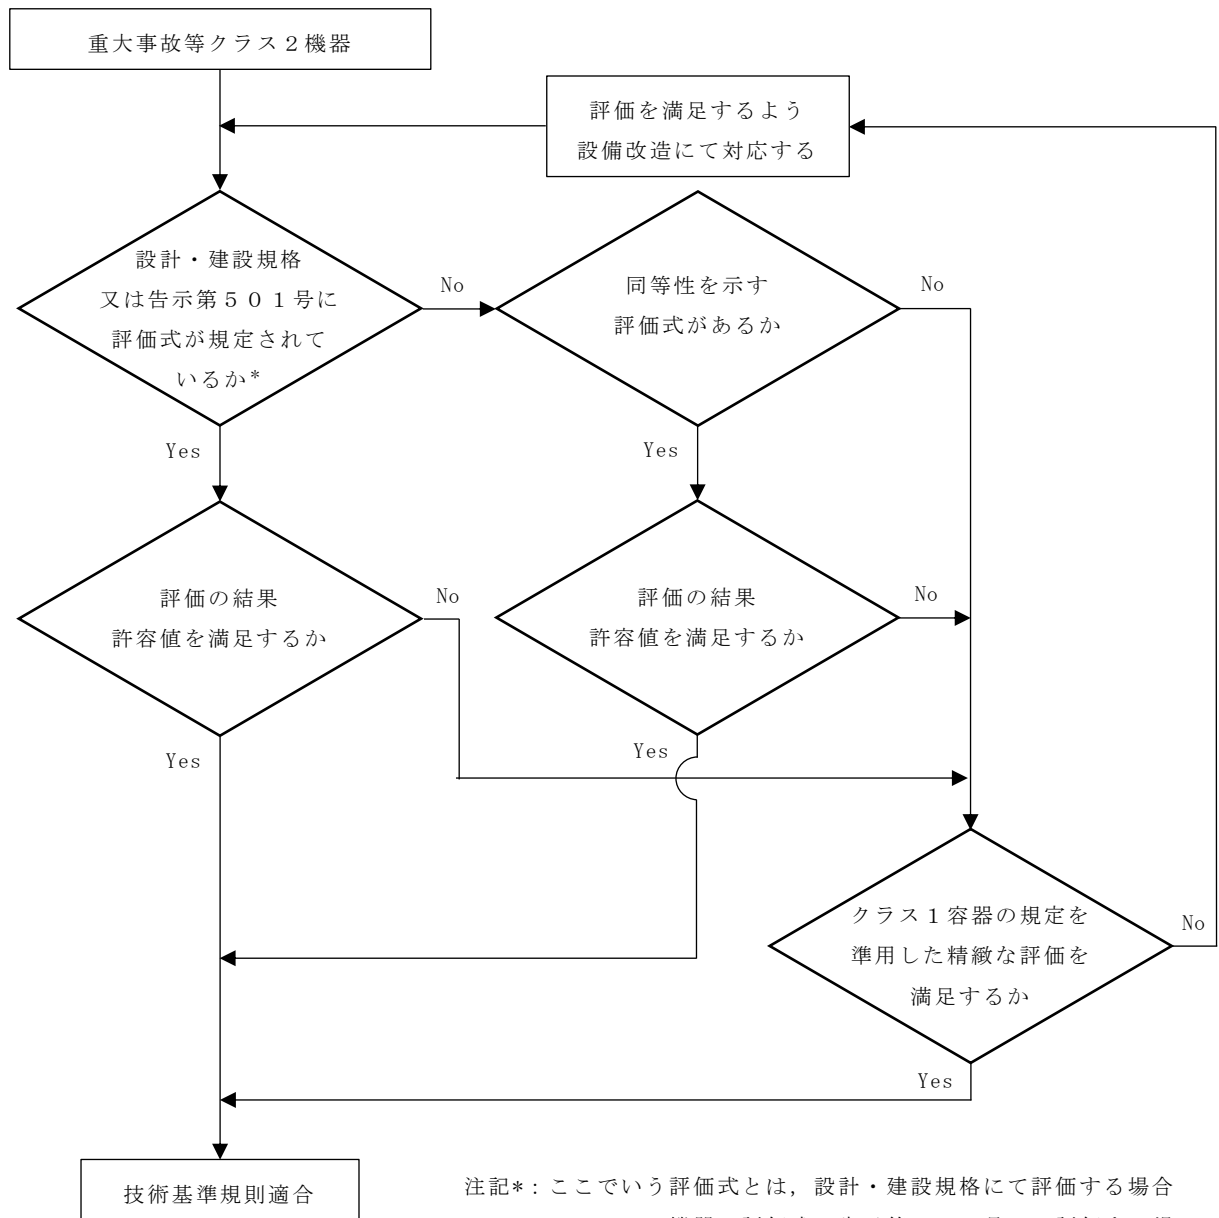 重大事故等クラス２機器
評価を満足するよう
設備改造にて対応する
設計・建設規格
又は告示第５０１号に
評価式が規定されて
いるか*
No
同等性を示す
評価式があるか
No
Yes
Yes
評価の結果
許容値を満足するか
No
評価の結果
許容値を満足するか
No
Yes
Yes
クラス１容器の規定を
準用した精緻な評価を
満足するか
No
Yes
技術基準規則適合
注記*：ここでいう評価式とは，設計・建設規格にて評価する場合